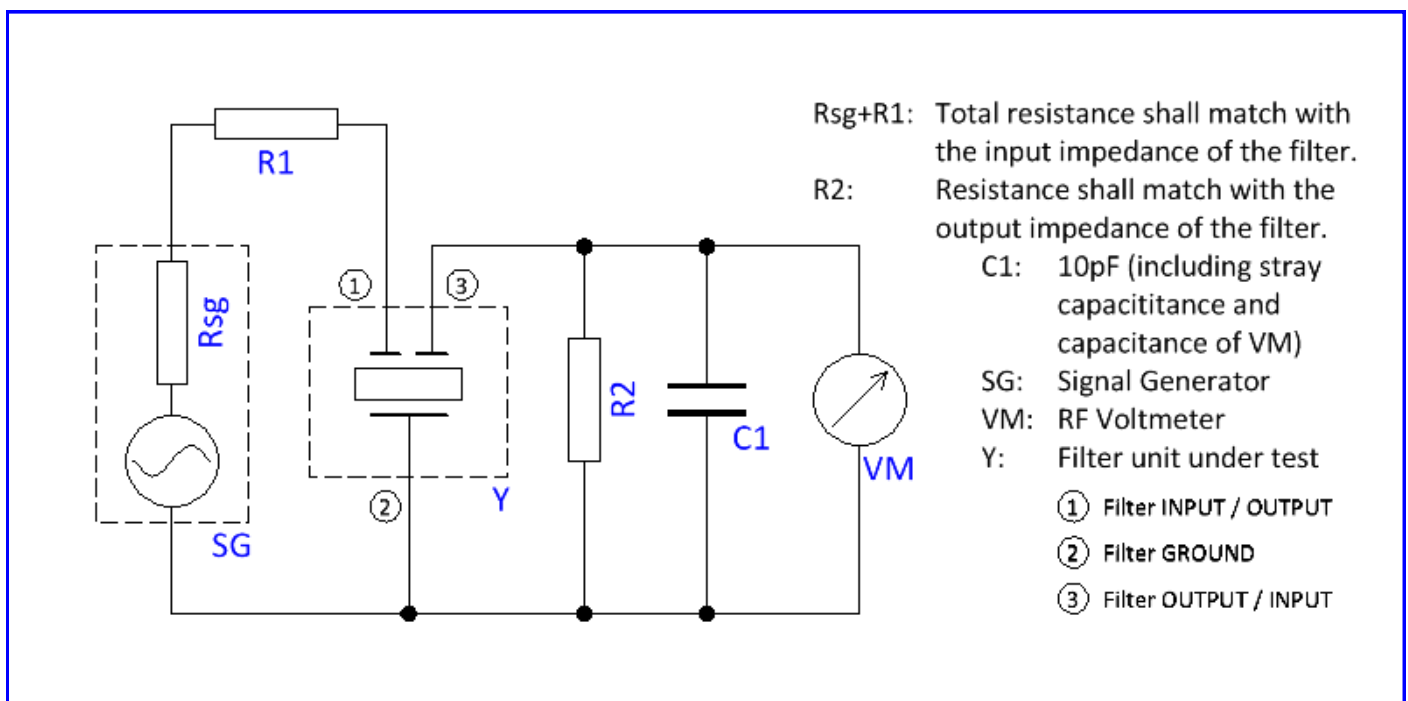 R1
Rsg
SG
1
3
2
Y
R2
C1
VM
Rsg+R1: Total resistance shall match with
the input impedance of the filter.
R2: Resistance shall match with the
output impedance of the filter.
C1: 10pF (including stray
capacititance and
capacitance of VM)
SG: Signal Generator
VM: RF Voltmeter
Y: Filter unit under test
1 Filter INPUT / OUTPUT
2 Filter GROUND
3 Filter OUTPUT / INPUT